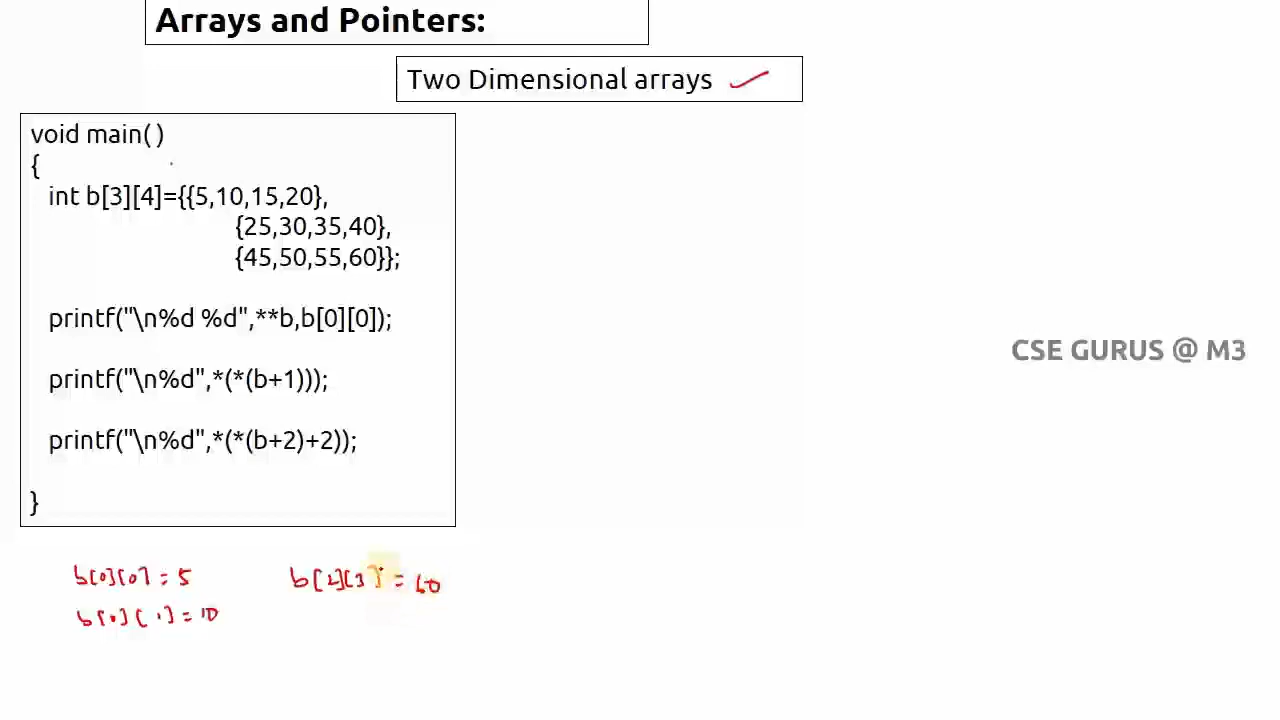 Arrays and Pointers:
Two Dimensional arrays
void main( )
{
int b[3][4]={{5,10,15,20},
{25,30,35,40},
{45,50,55,60}};
printf("\n%d %d",**b,b[0][0]);
printf("\n%d",*(*(b+1)));
printf("\n%d",*(*(b+2)+2));
}
CSE GURUS @ M3
b[0][0] = 5
b[2][3] = 60
b[0][1] = 10